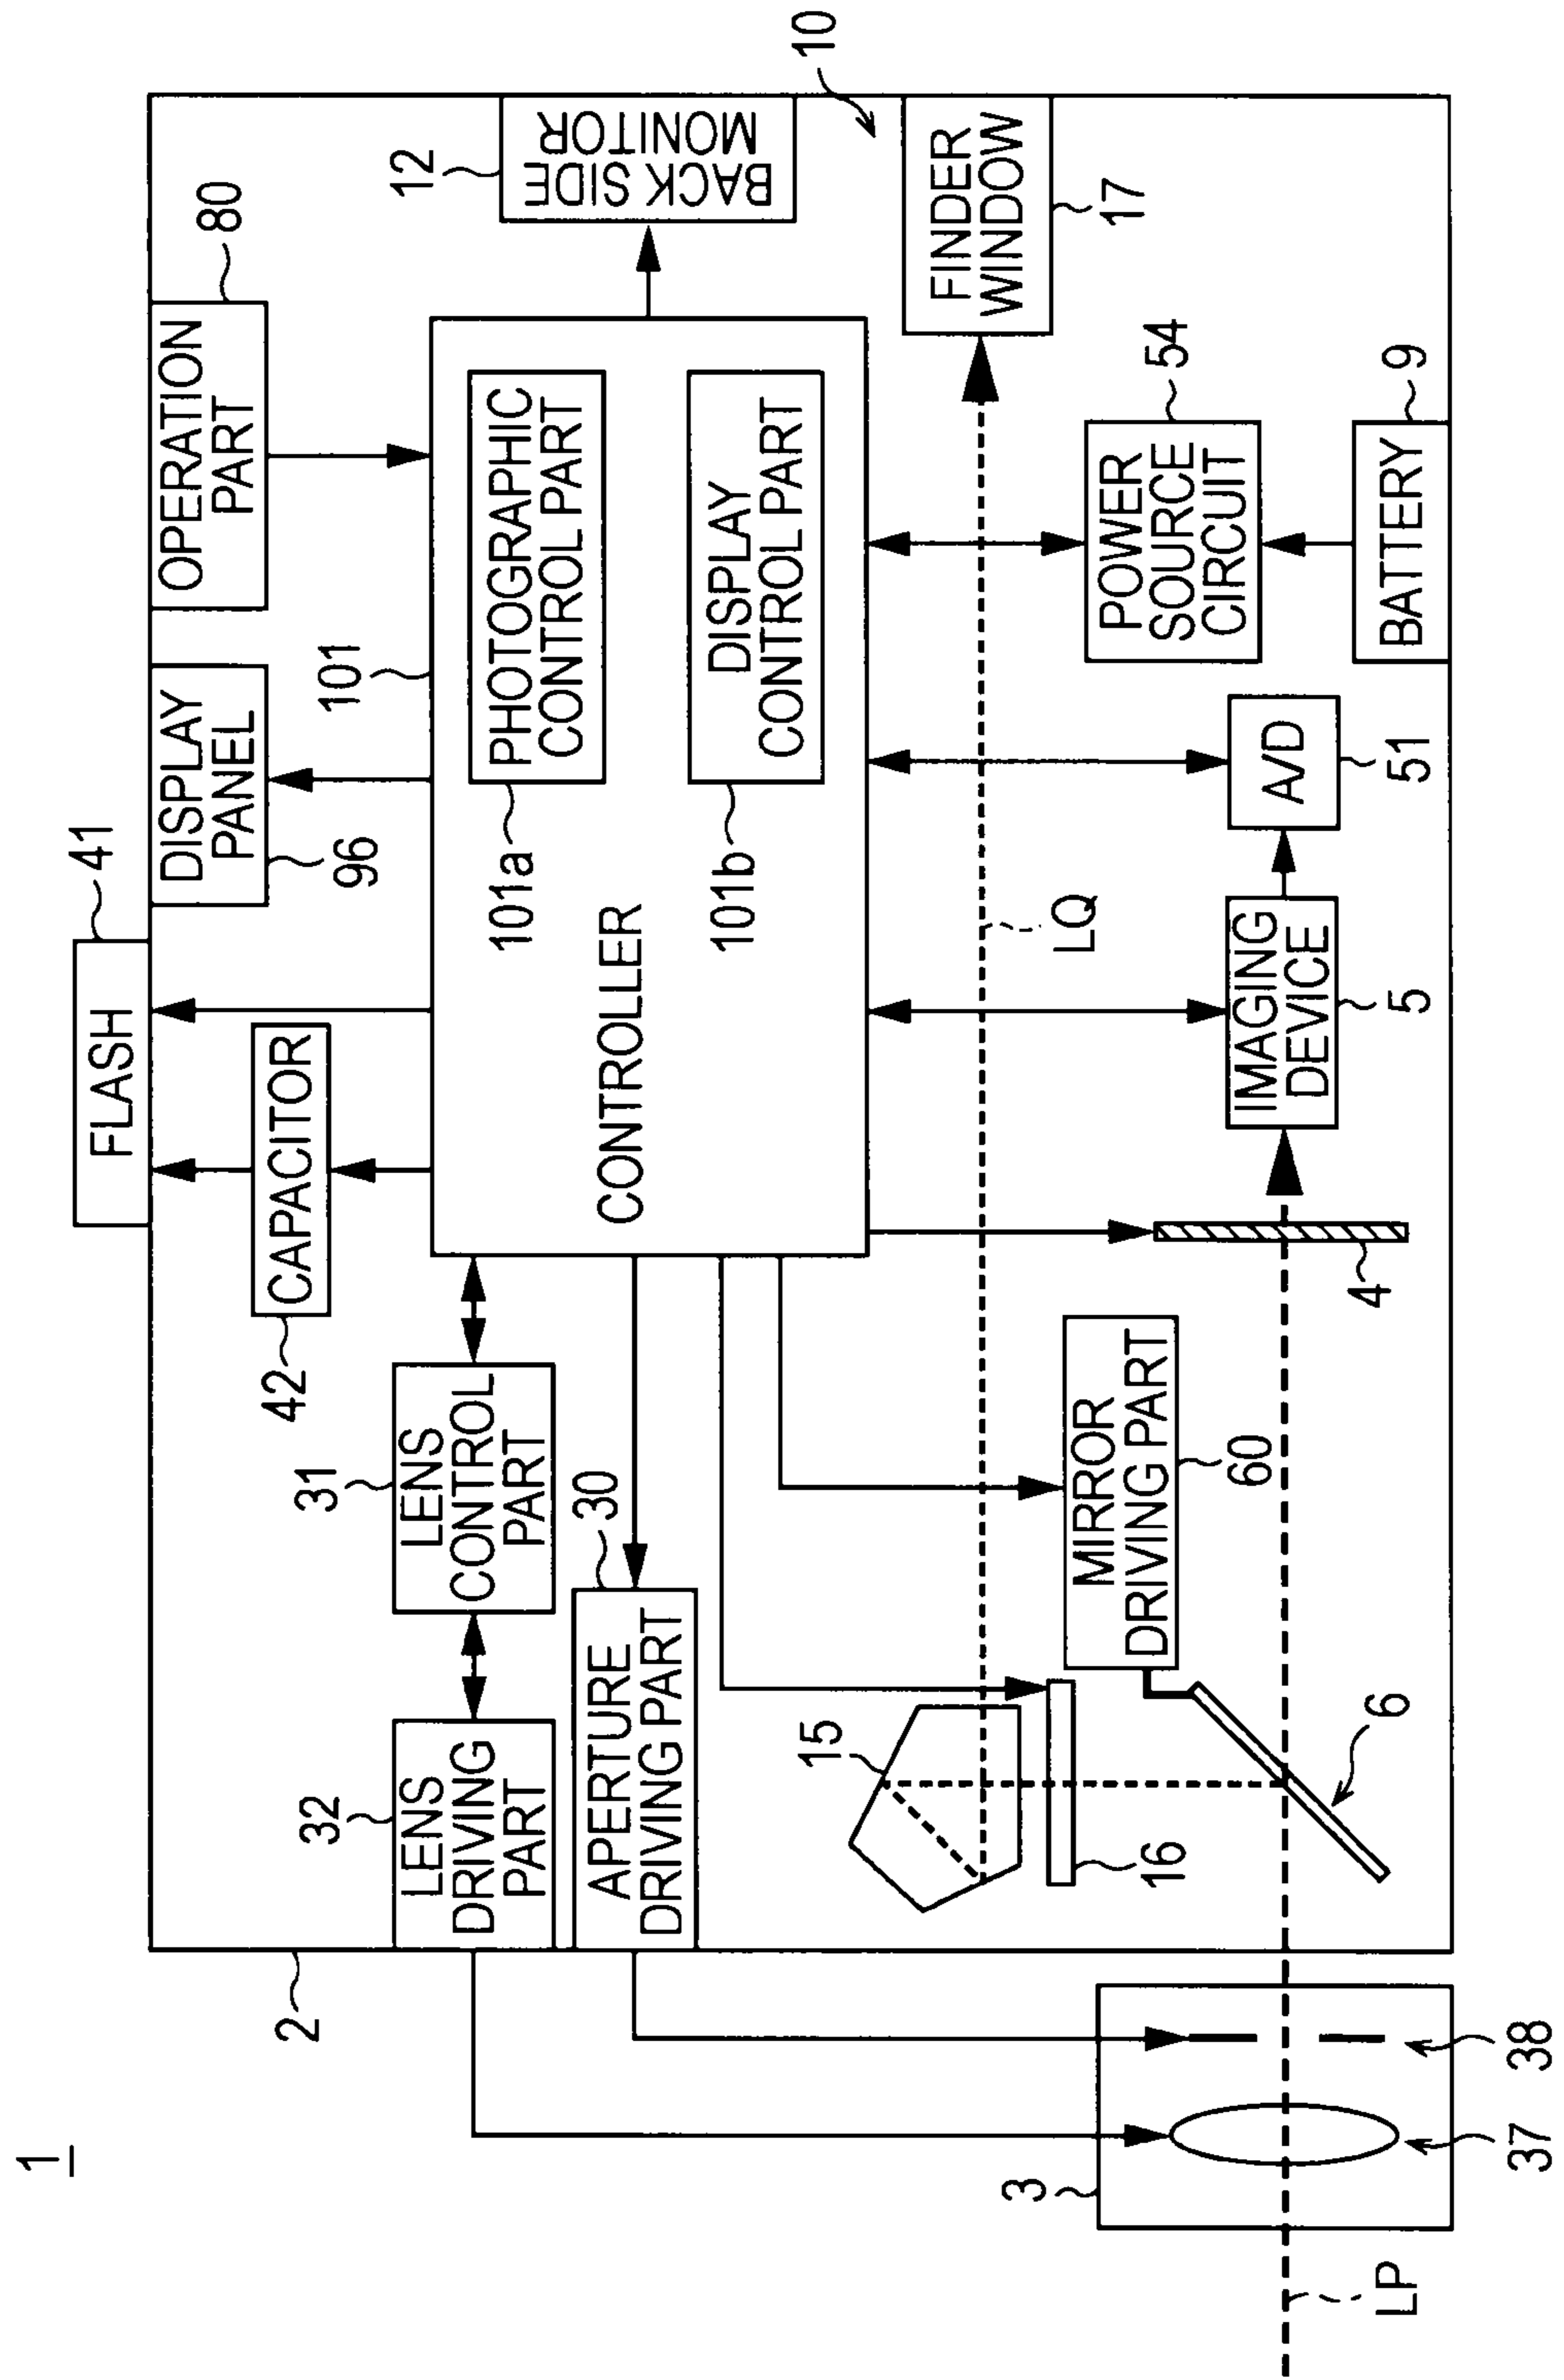 1
2
FLASH
41
CAPACITOR
42
DISPLAY
PANEL
96
OPERATION
PART
80
LENS
DRIVING
PART
32
LENS
CONTROL
PART
31
APERTURE
DRIVING PART
30
CONTROLLER
101
PHOTOGRAPHIC
CONTROL PART
101a
DISPLAY
CONTROL PART
101b
BACK SIDE
MONITOR
12
10
FINDER
WINDOW
17
15
16
LQ
MIRROR
DRIVING PART
60
6
4
IMAGING
DEVICE
5
A/D
51
POWER
SOURCE
CIRCUIT
54
BATTERY
9
3
37
38
LP